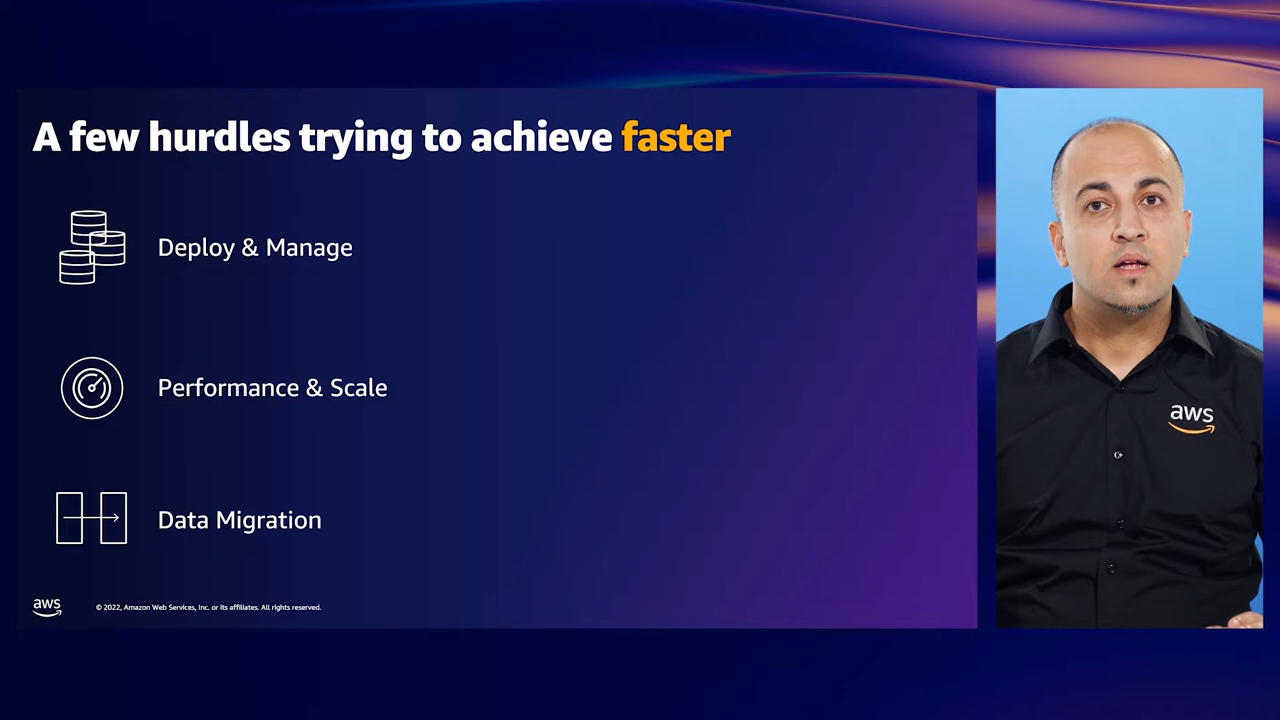 A few hurdles trying to achieve faster
Deploy & Manage
Performance & Scale
Data Migration
aws
© 2022, Amazon Web Services, Inc. or its affiliates. All rights reserved.
aws